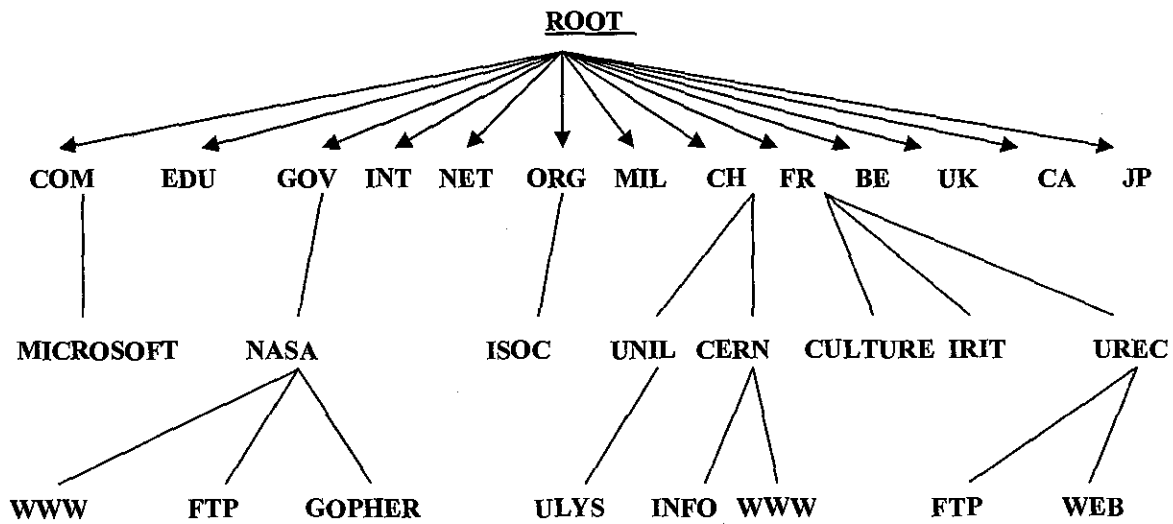 ROOT
COM EDU GOV INT NET ORG MIL CH FR BE UK CA JP
MICROSOFT NASA ISOC UNIL CERN CULTURE IRIT UREC
WWW FTP GOPHER ULYS INFO WWW FTP WEB